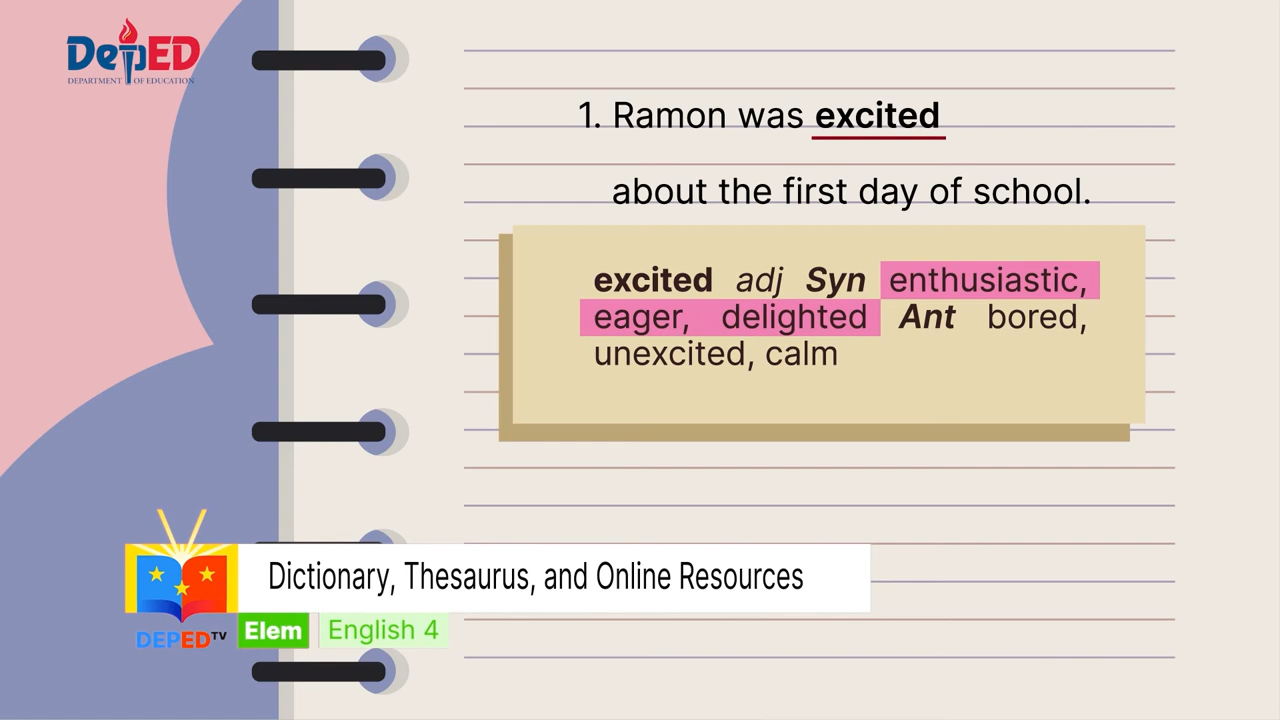 DepED
DEPARTMENT OF EDUCATION
1. Ramon was excited
about the first day of school.
excited adj Syn enthusiastic,
eager, delighted Ant bored,
unexcited, calm
Dictionary, Thesaurus, and Online Resources
DEPED TV
Elem English 4